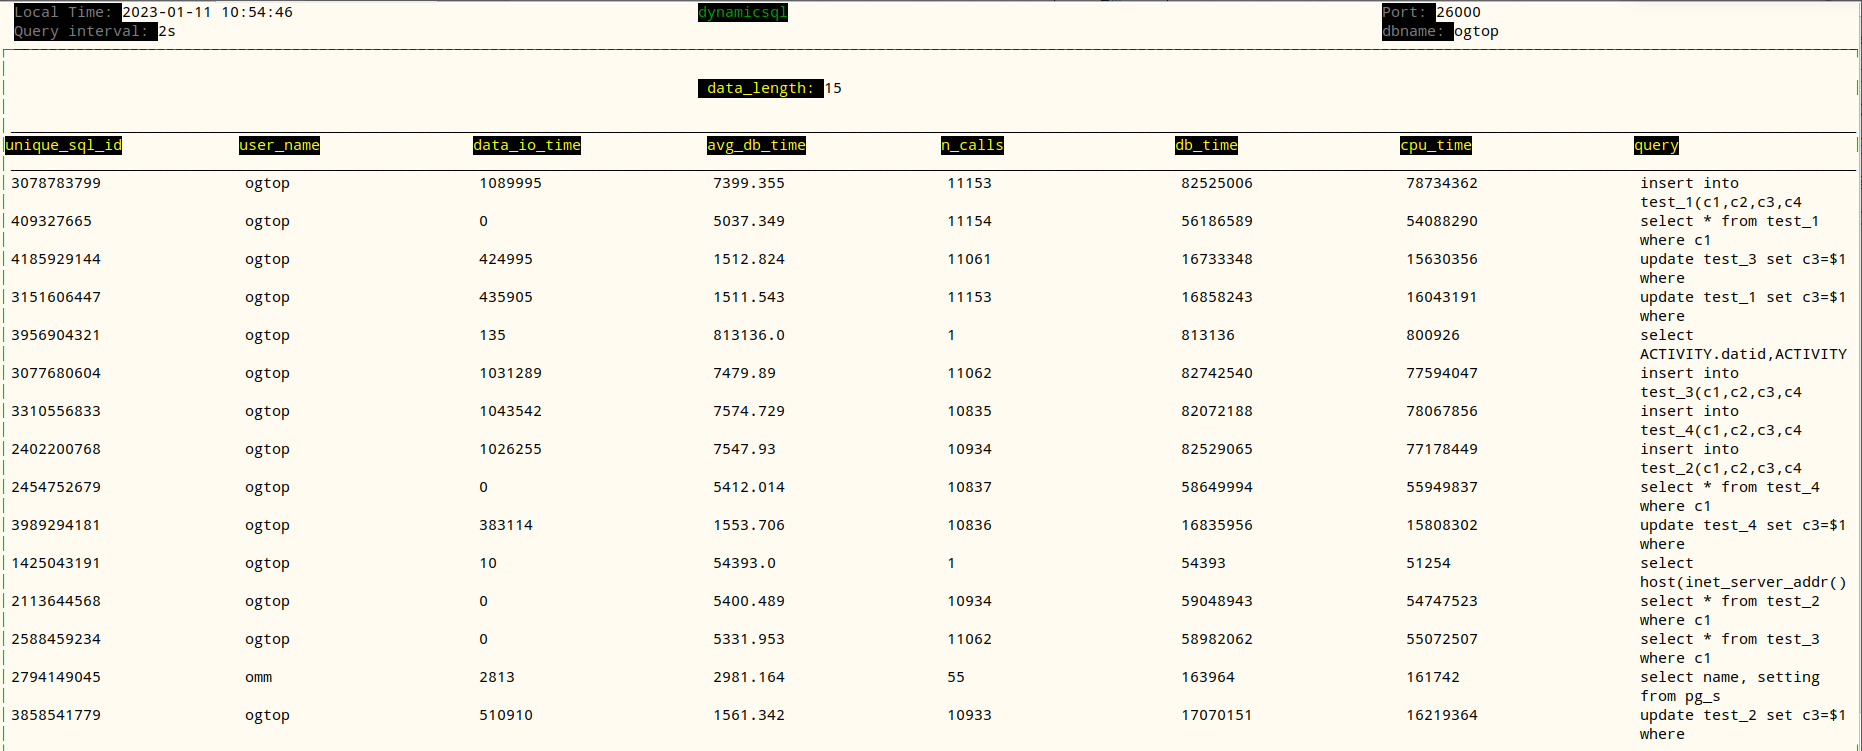 Local Time: 2023-01-11 10:54:46 dynamicsql Port: 26000
Query interval: 2s dbname: ogtop
data_length: 15
unique_sql_id user_name data_io_time avg_db_time n_calls db_time cpu_time query
3078783799 ogtop 1089995 7399.355 11153 82525006 78734362 insert into
test_1(c1,c2,c3,c4
409327665 ogtop 0 5037.349 11154 56186589 54088290 select * from test_1
where c1
4185929144 ogtop 424995 1512.824 11061 16733348 15630356 update test_3 set c3=$1
where
3151606447 ogtop 435905 1511.543 11153 16858243 16043191 update test_1 set c3=$1
where
3956904321 ogtop 135 813136.0 1 813136 800926 select
ACTIVITY.datid,ACTIVITY
3077680604 ogtop 1031289 7479.89 11062 82742540 77594047 insert into
test_3(c1,c2,c3,c4
3310556833 ogtop 1043542 7574.729 10835 82072188 78067856 insert into
test_4(c1,c2,c3,c4
2402200768 ogtop 1026255 7547.93 10934 82529065 77178449 insert into
test_2(c1,c2,c3,c4
2454752679 ogtop 0 5412.014 10837 58649994 55949837 select * from test_4
where c1
3989294181 ogtop 383114 1553.706 10836 16835956 15808302 update test_4 set c3=$1
where
1425043191 ogtop 10 54393.0 1 54393 51254 select
host(inet_server_addr()
2113644568 ogtop 0 5400.489 10934 59048943 54747523 select * from test_2
where c1
2588459234 ogtop 0 5331.953 11062 58982062 55072507 select * from test_3
where c1
2794149045 omm 2813 2981.164 55 163964 161742 select name, setting
from pg_s
3858541779 ogtop 510910 1561.342 10933 17070151 16219364 update test_2 set c3=$1
where